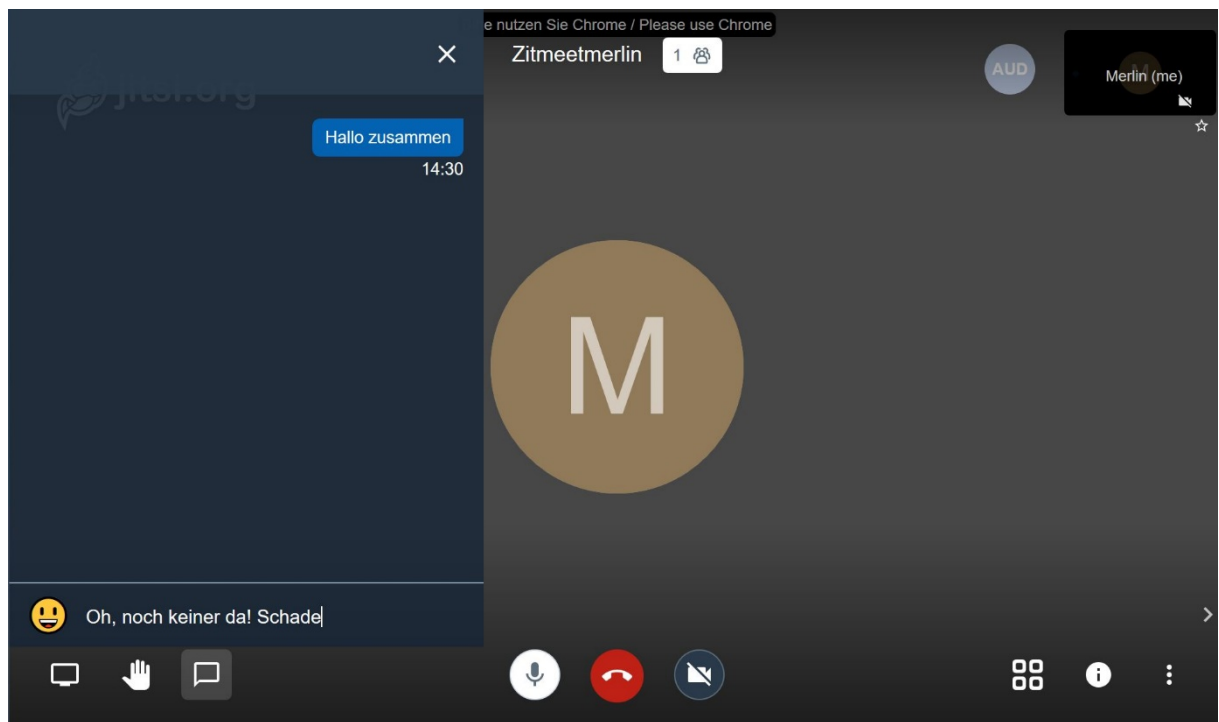 e nutzen Sie Chrome / Please use Chrome
Zitmeetmerlin 1
AUD
M
Merlin (me)
jitsi.org
Hallo zusammen
14:30
M
Oh, noch keiner da! Schade